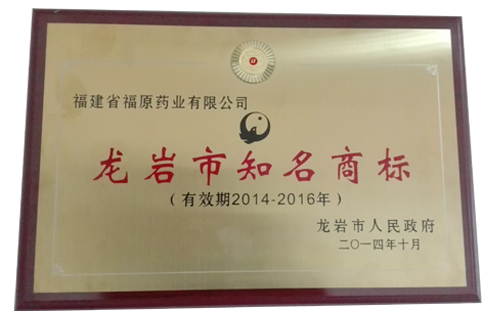 福建省福原药业有限公司
龙岩市知名商标
（有效期2014-2016年）
龙岩市人民政府
二〇一四年十月